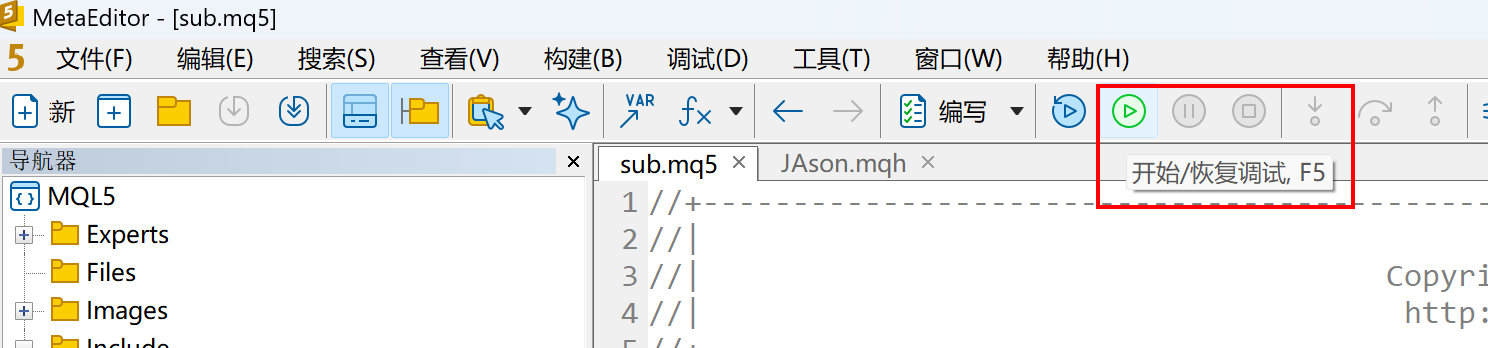 5 MetaEditor - [sub.mq5]
5 文件(F) 编辑(E) 搜索(S) 查看(V) 构建(B) 调试(D) 工具(T) 窗口(W) 帮助(H)
新 VAR fx 编写
导航器 ×
sub.mq5 × JAson.mqh ×
开始/恢复调试, F5
MQL5
Experts
Files
Images
Include
1 //+-----------------------------------------
2 //|
3 //| Copyri
4 //| http:
5 //+